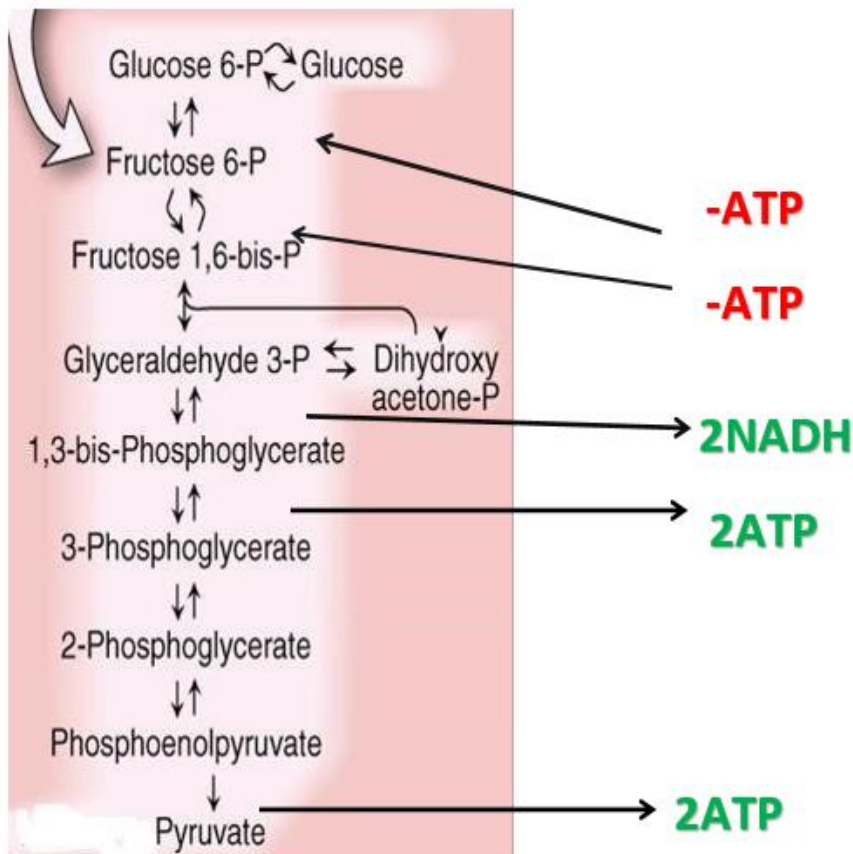 Glucose 6-P Glucose
Fructose 6-P
-ATP
Fructose 1,6-bis-P
-ATP
Glyceraldehyde 3-P Dihydroxy
acetone-P
2NADH
1,3-bis-Phosphoglycerate
2ATP
3-Phosphoglycerate
2-Phosphoglycerate
Phosphoenolpyruvate
2ATP
Pyruvate